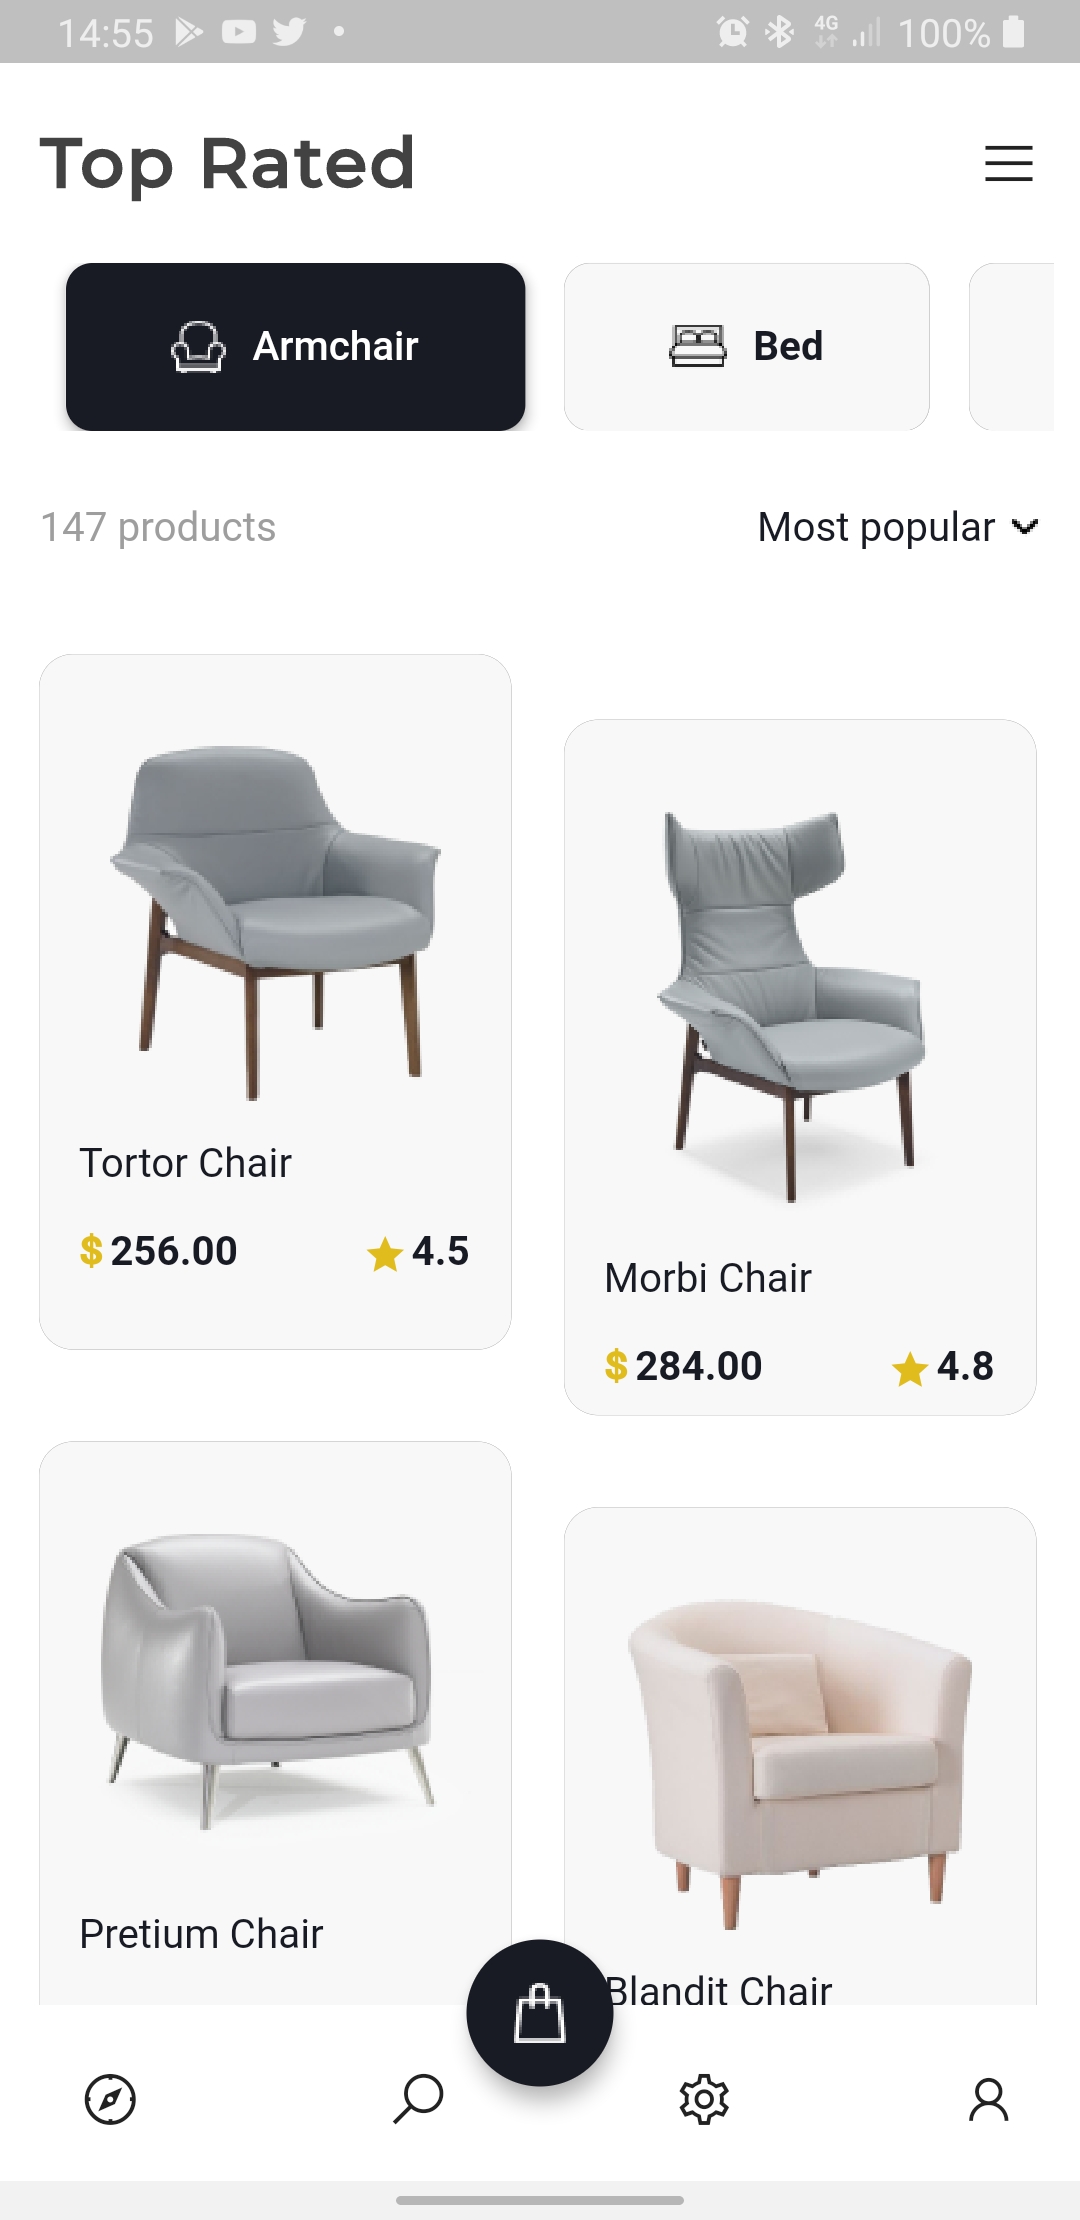 14:55 4G 100%
Top Rated
Armchair Bed
147 products Most popular
Tortor Chair
$ 256.00 4.5
Morbi Chair
$ 284.00 4.8
Pretium Chair
Blandit Chair